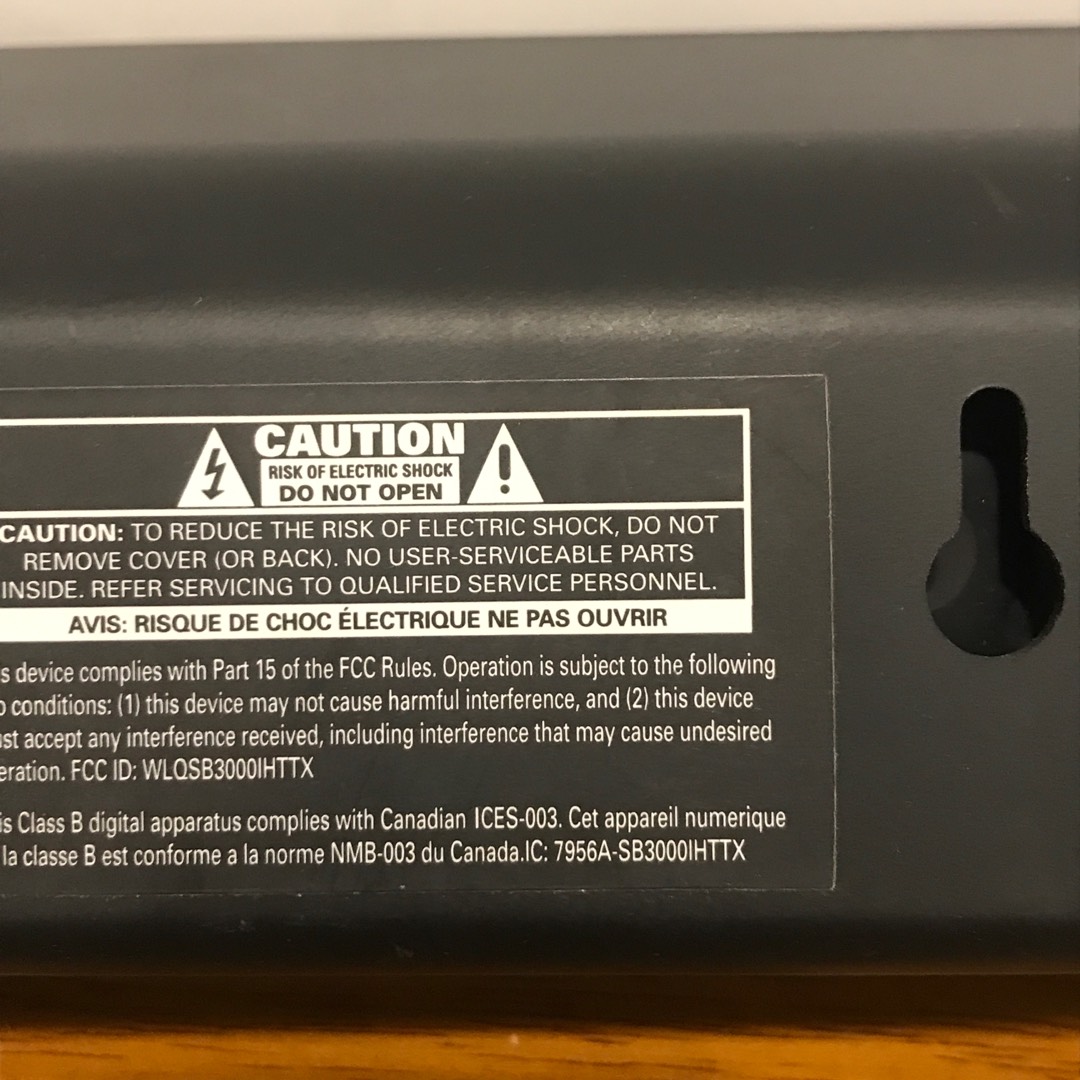 CAUTION
RISK OF ELECTRIC SHOCK
DO NOT OPEN
CAUTION: TO REDUCE THE RISK OF ELECTRIC SHOCK, DO NOT
REMOVE COVER (OR BACK). NO USER-SERVICEABLE PARTS
INSIDE. REFER SERVICING TO QUALIFIED SERVICE PERSONNEL.
AVIS: RISQUE DE CHOC ÉLECTRIQUE NE PAS OUVRIR
s device complies with Part 15 of the FCC Rules. Operation is subject to the following
o conditions: (1) this device may not cause harmful interference, and (2) this device
ust accept any interference received, including interference that may cause undesired
eration. FCC ID: WLQSB3000IHTTX
is Class B digital apparatus complies with Canadian ICES-003. Cet appareil numerique
la classe B est conforme a la norme NMB-003 du Canada.IC: 7956A-SB3000IHTTX